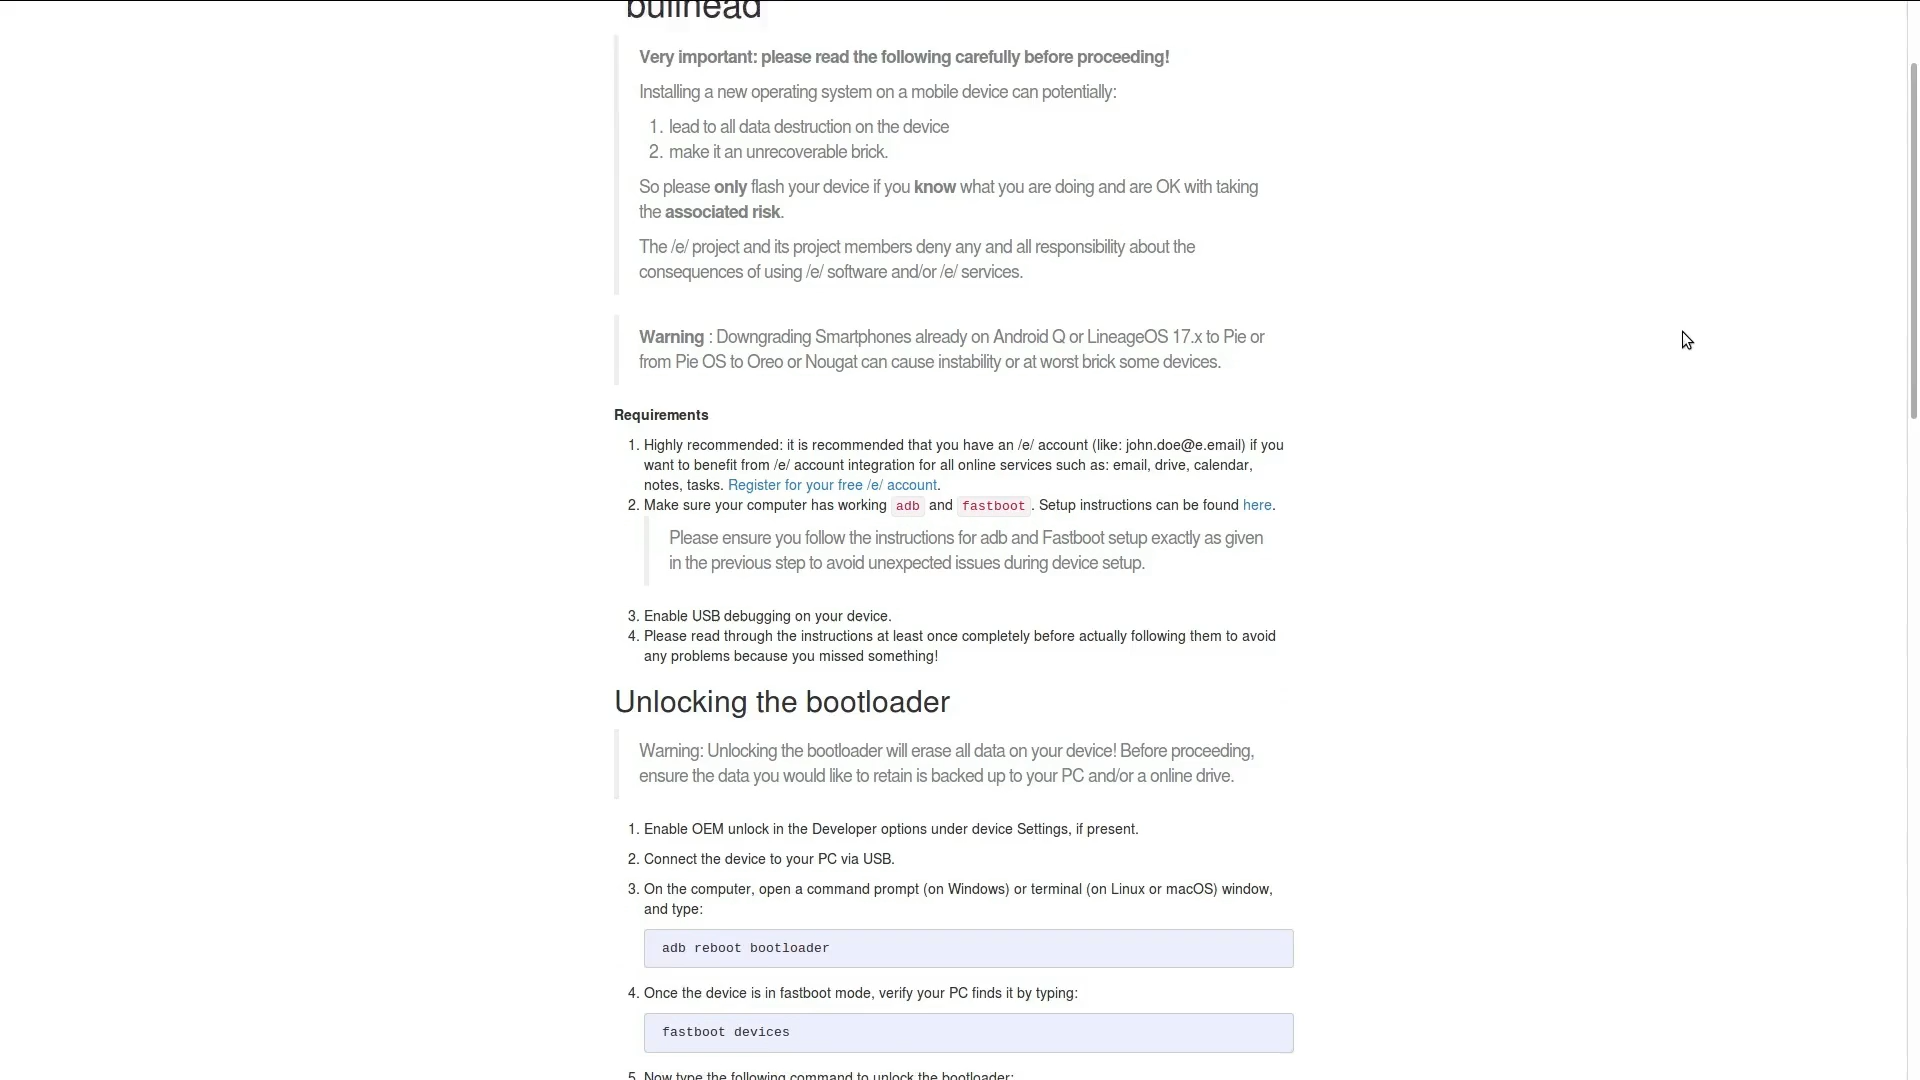 bullhead
Very important: please read the following carefully before proceeding!
Installing a new operating system on a mobile device can potentially:
1. lead to all data destruction on the device
2. make it an unrecoverable brick.
So please only flash your device if you know what you are doing and are OK with taking
the associated risk.
The /e/ project and its project members deny any and all responsibility about the
consequences of using /e/ software and/or /e/ services.
Warning : Downgrading Smartphones already on Android Q or LineageOS 17.x to Pie or
from Pie OS to Oreo or Nougat can cause instability or at worst brick some devices.
Requirements
1. Highly recommended: it is recommended that you have an /e/ account (like: john.doe@e.email) if you
want to benefit from /e/ account integration for all online services such as: email, drive, calendar,
notes, tasks. Register for your free /e/ account.
2. Make sure your computer has working adb and fastboot. Setup instructions can be found here.
Please ensure you follow the instructions for adb and Fastboot setup exactly as given
in the previous step to avoid unexpected issues during device setup.
3. Enable USB debugging on your device.
4. Please read through the instructions at least once completely before actually following them to avoid
any problems because you missed something!
Unlocking the bootloader
Warning: Unlocking the bootloader will erase all data on your device! Before proceeding,
ensure the data you would like to retain is backed up to your PC and/or a online drive.
1. Enable OEM unlock in the Developer options under device Settings, if present.
2. Connect the device to your PC via USB.
3. On the computer, open a command prompt (on Windows) or terminal (on Linux or macOS) window,
and type:
adb reboot bootloader
4. Once the device is in fastboot mode, verify your PC finds it by typing:
fastboot devices
5. Now type the following command to unlock the bootloader: